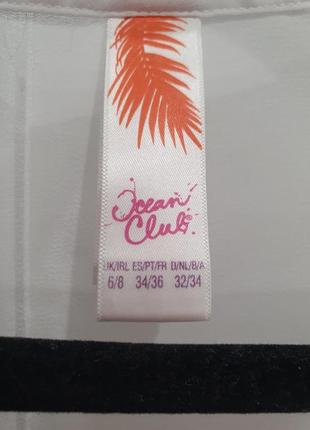 Ocean
Club
UK/IRL ES/PT/FR D/NL/B/A
6/8 34/36 32/34